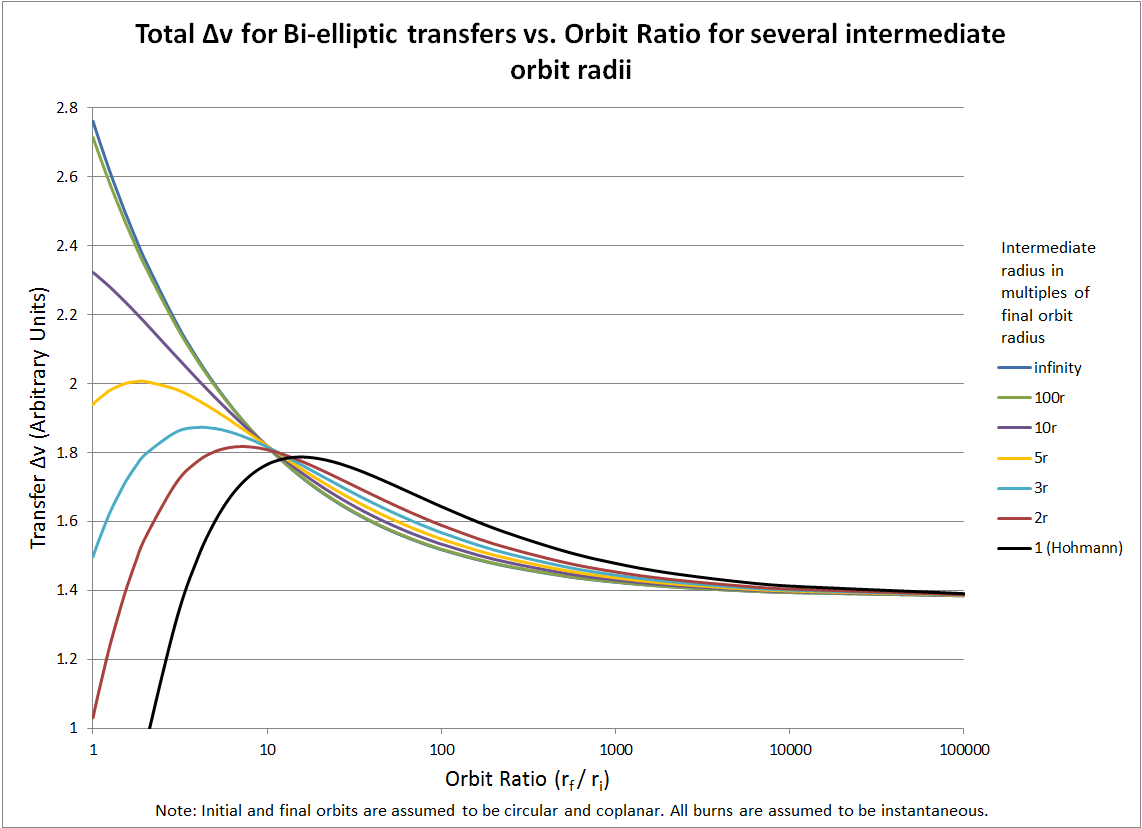 Total Δv for Bi-elliptic transfers vs. Orbit Ratio for several intermediate
orbit radii
2.8
2.6
2.4
2.2
2
1.8
1.6
1.4
1.2
1
Transfer Δv (Arbitrary Units)
1
10
100
1000
10000
100000
Orbit Ratio (rf / ri)
Note: Initial and final orbits are assumed to be circular and coplanar. All burns are assumed to be instantaneous.
Intermediate
radius in
multiples of
final orbit
radius
infinity
100r
10r
5r
3r
2r
1 (Hohmann)